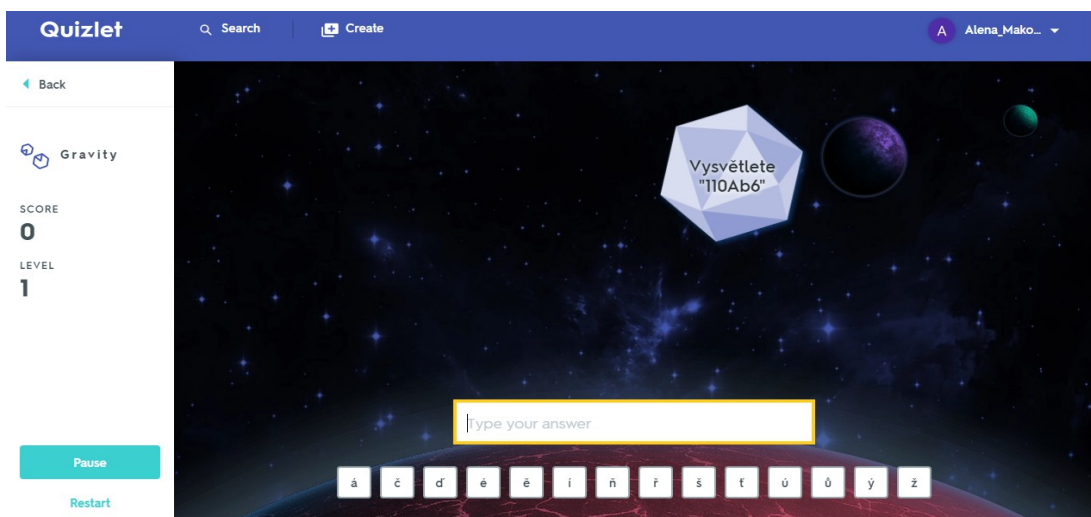 Quizlet
Search
Create
A
Alena_Mako...
Back
Gravity
SCORE
0
LEVEL
1
Vysvětlete
"110Ab6"
Type your answer
á č ď é ě í ň ř š ť ú ů ý ž
Pause
Restart